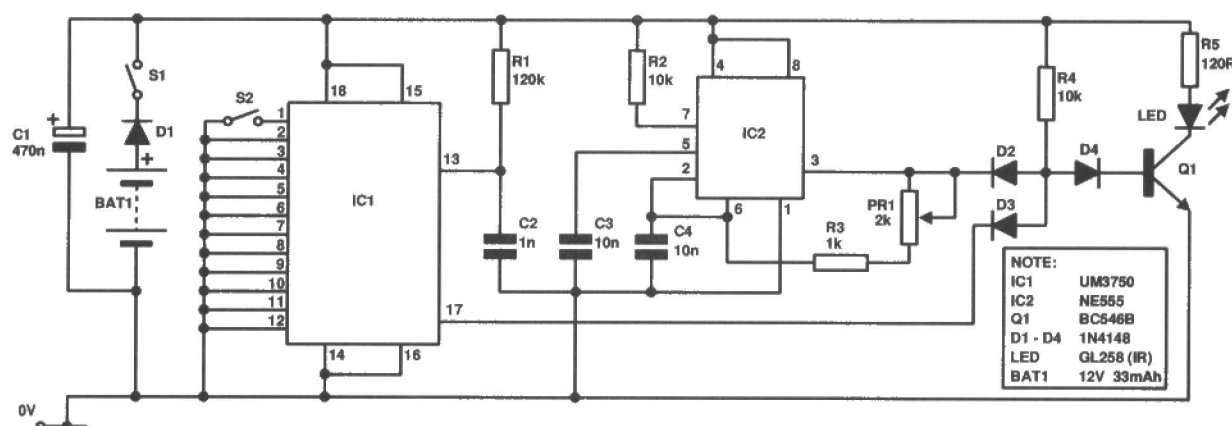 S1
C1
470n
+
D1
+
BAT1
0V
S2
1
2
3
4
5
6
7
8
9
10
11
12
18
15
IC1
13
17
14
16
R1
120k
C2
1n
R2
10k
C3
10n
C4
10n
4
8
7
5
2
IC2
3
6
1
R3
1k
PR1
2k
D2
D3
D4
R4
10k
R5
120R
LED
Q1
NOTE:
IC1 UM3750
IC2 NE555
Q1 BC546B
D1 - D4 1N4148
LED GL258 (IR)
BAT1 12V 33mAh